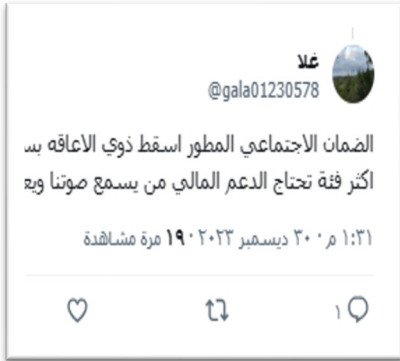 غلا
@gala01230578
الضمان الاجتماعي المطور اسقط ذوي الاعاقه
اكثر فئة تحتاج الدعم المالي من يسمع صوتنا
١:٣١ م · ٣٠ ديسمبر ٢٠٢٣ · ١٩ مرة مشاهدة
١